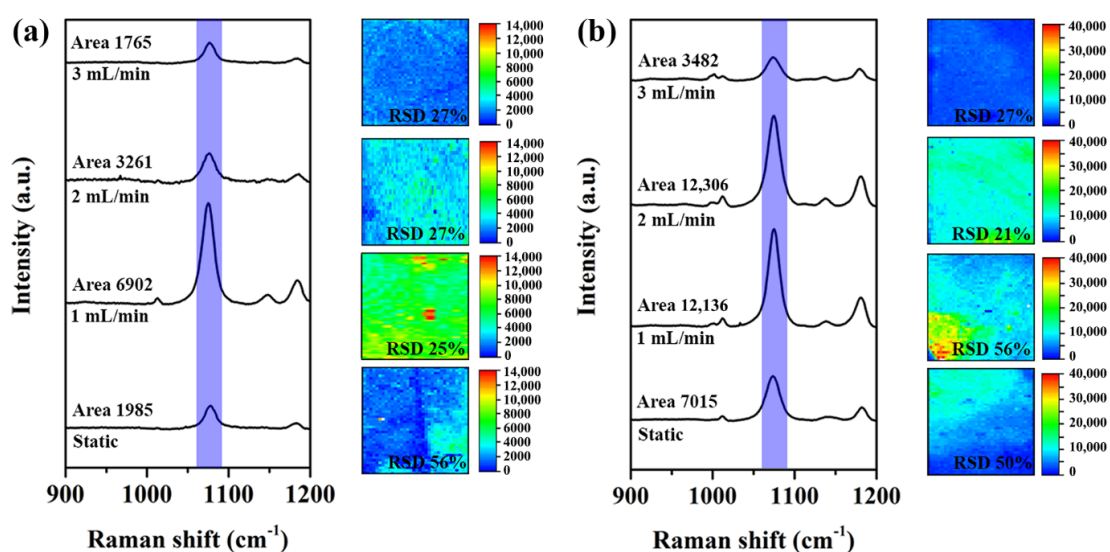 (a)
Intensity (a.u.)
Area 1765
3 mL/min
Area 3261
2 mL/min
Area 6902
1 mL/min
Area 1985
Static
900 1000 1100 1200
Raman shift (cm⁻¹)
RSD 27%
14,000
12,000
10,000
8000
6000
4000
2000
0
RSD 27%
14,000
12,000
10,000
8000
6000
4000
2000
0
RSD 25%
14,000
12,000
10,000
8000
6000
4000
2000
0
RSD 56%
14,000
12,000
10,000
8000
6000
4000
2000
0
(b)
Intensity (a.u.)
Area 3482
3 mL/min
Area 12,306
2 mL/min
Area 12,136
1 mL/min
Area 7015
Static
900 1000 1100 1200
Raman shift (cm⁻¹)
RSD 27%
40,000
30,000
20,000
10,000
0
RSD 21%
40,000
30,000
20,000
10,000
0
RSD 56%
40,000
30,000
20,000
10,000
0
RSD 50%
40,000
30,000
20,000
10,000
0